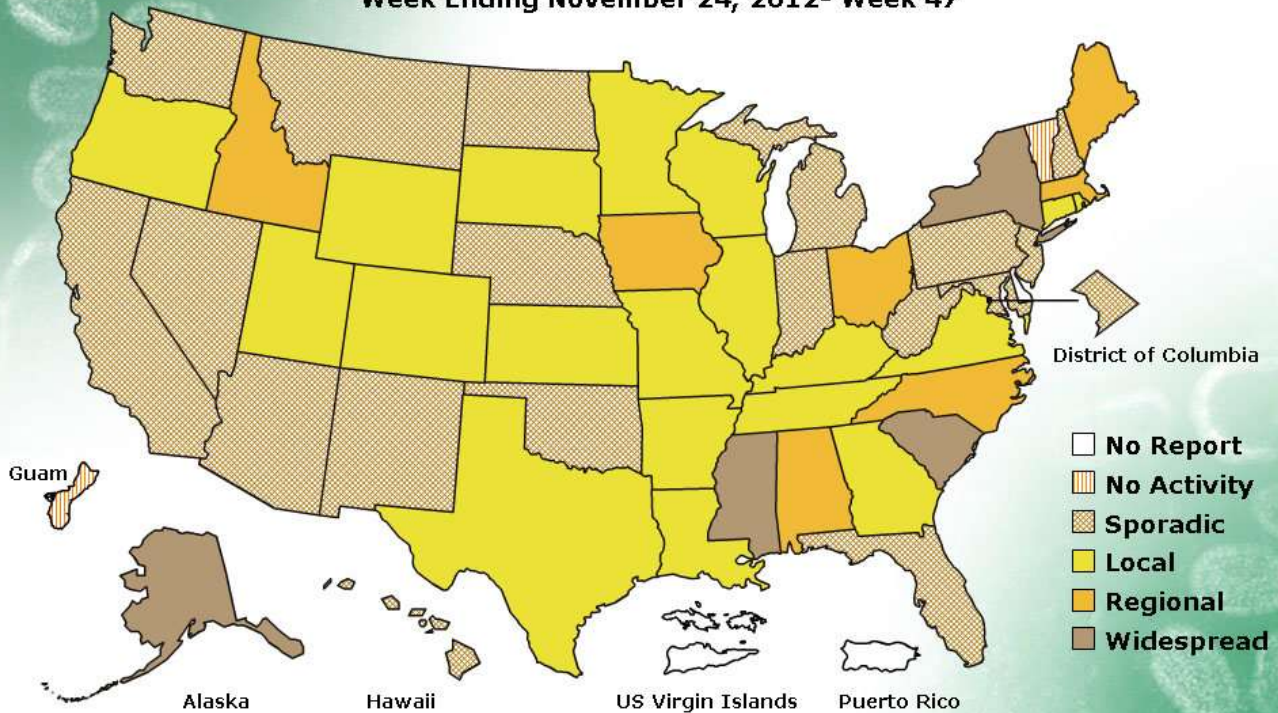 Week Ending November 24, 2012- Week 47
District of Columbia
Guam
No Report
No Activity
Sporadic
Local
Regional
Widespread
Alaska
Hawaii
US Virgin Islands
Puerto Rico